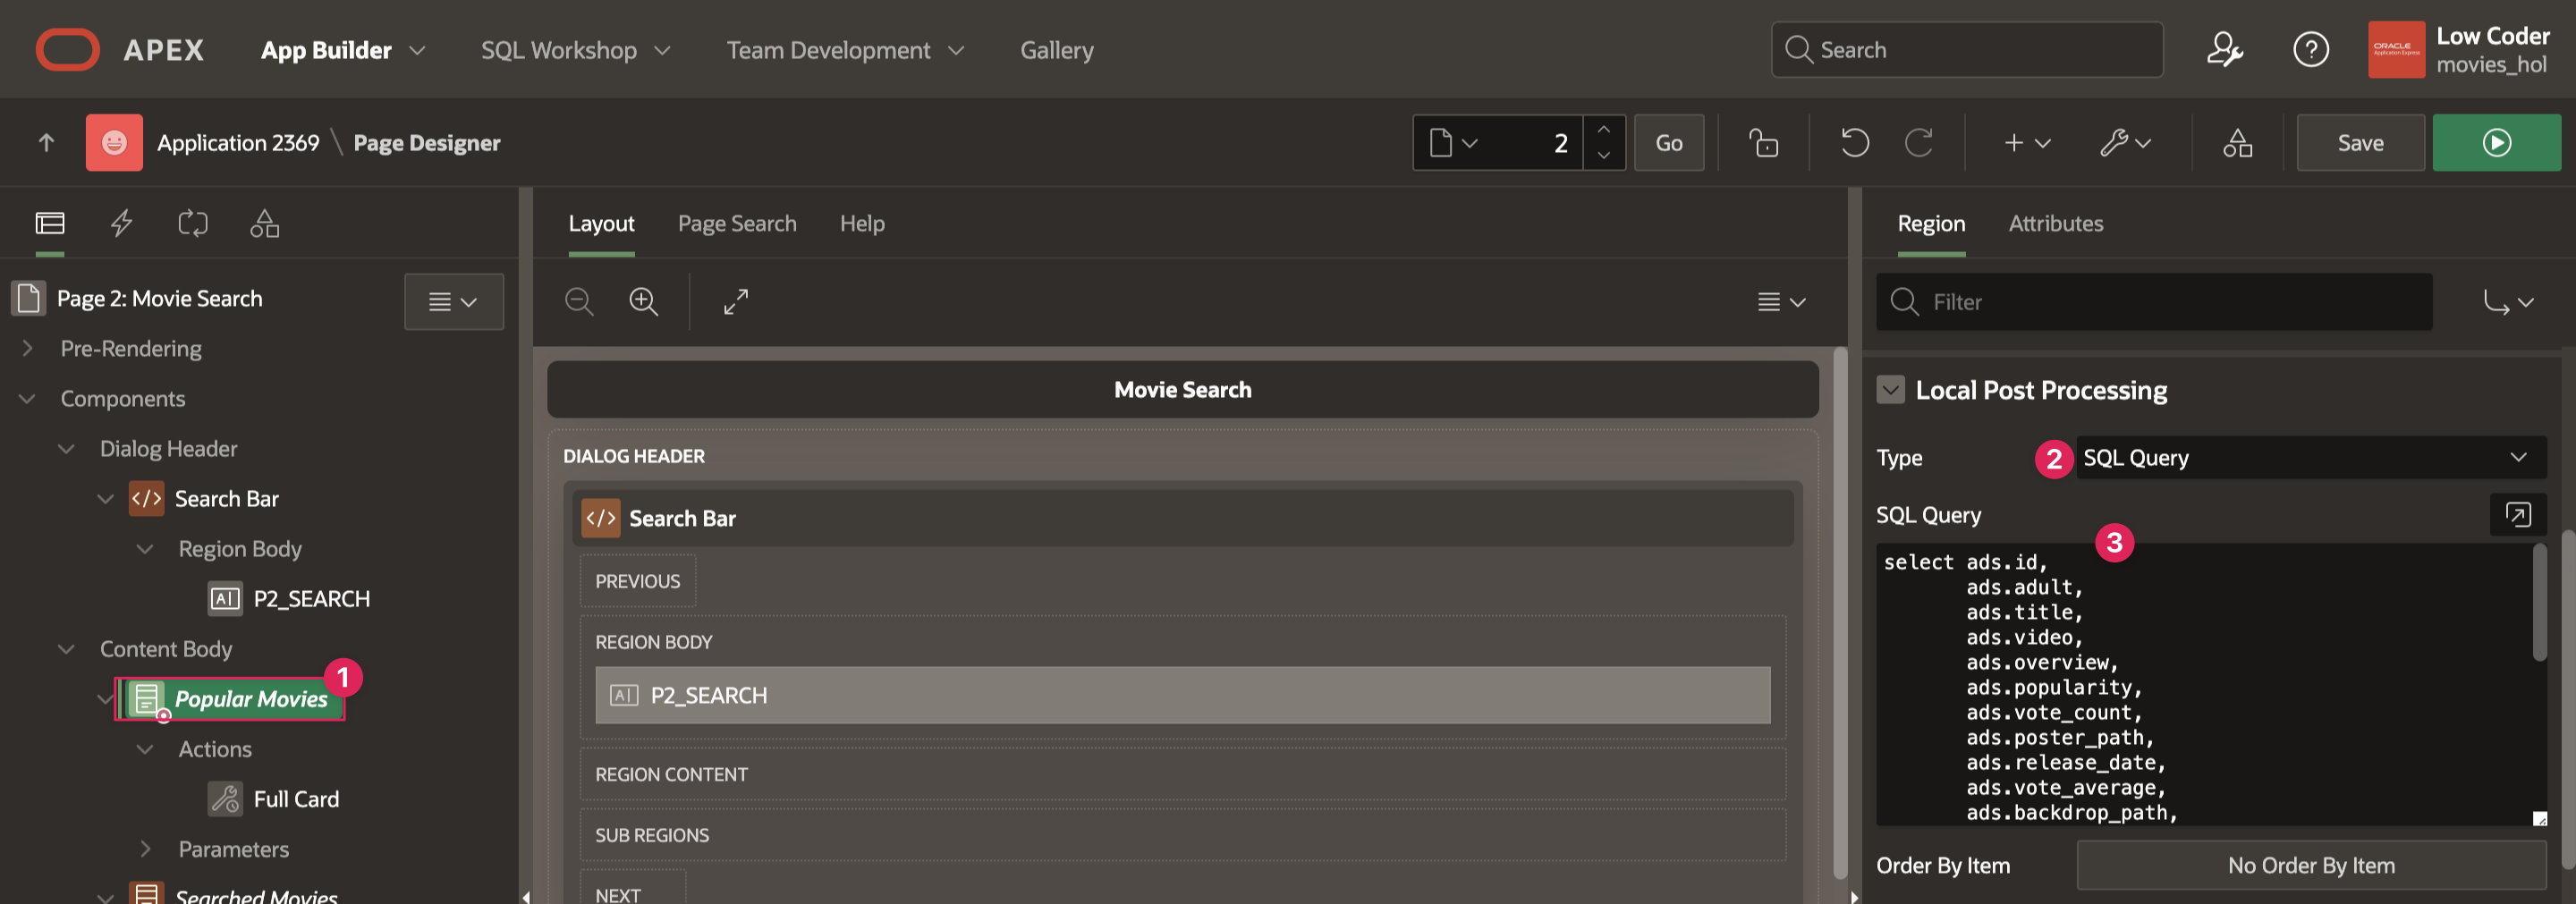 APEX
App Builder
SQL Workshop
Team Development
Gallery
Search
Low Coder
movies_hol
ORACLE
Application Express
Application 2369 \ Page Designer
2
Go
Save
Page 2: Movie Search
Pre-Rendering
Components
Dialog Header
</> Search Bar
Region Body
P2_SEARCH
Content Body
Popular Movies
1
Actions
Full Card
Parameters
Searched Movies
Layout
Page Search
Help
Movie Search
DIALOG HEADER
</> Search Bar
PREVIOUS
REGION BODY
P2_SEARCH
REGION CONTENT
SUB REGIONS
NEXT
Region
Attributes
Filter
Local Post Processing
Type
2
SQL Query
SQL Query
3
select ads.id,
ads.adult,
ads.title,
ads.video,
ads.overview,
ads.popularity,
ads.vote_count,
ads.poster_path,
ads.release_date,
ads.vote_average,
ads.backdrop_path,
Order By Item
No Order By Item